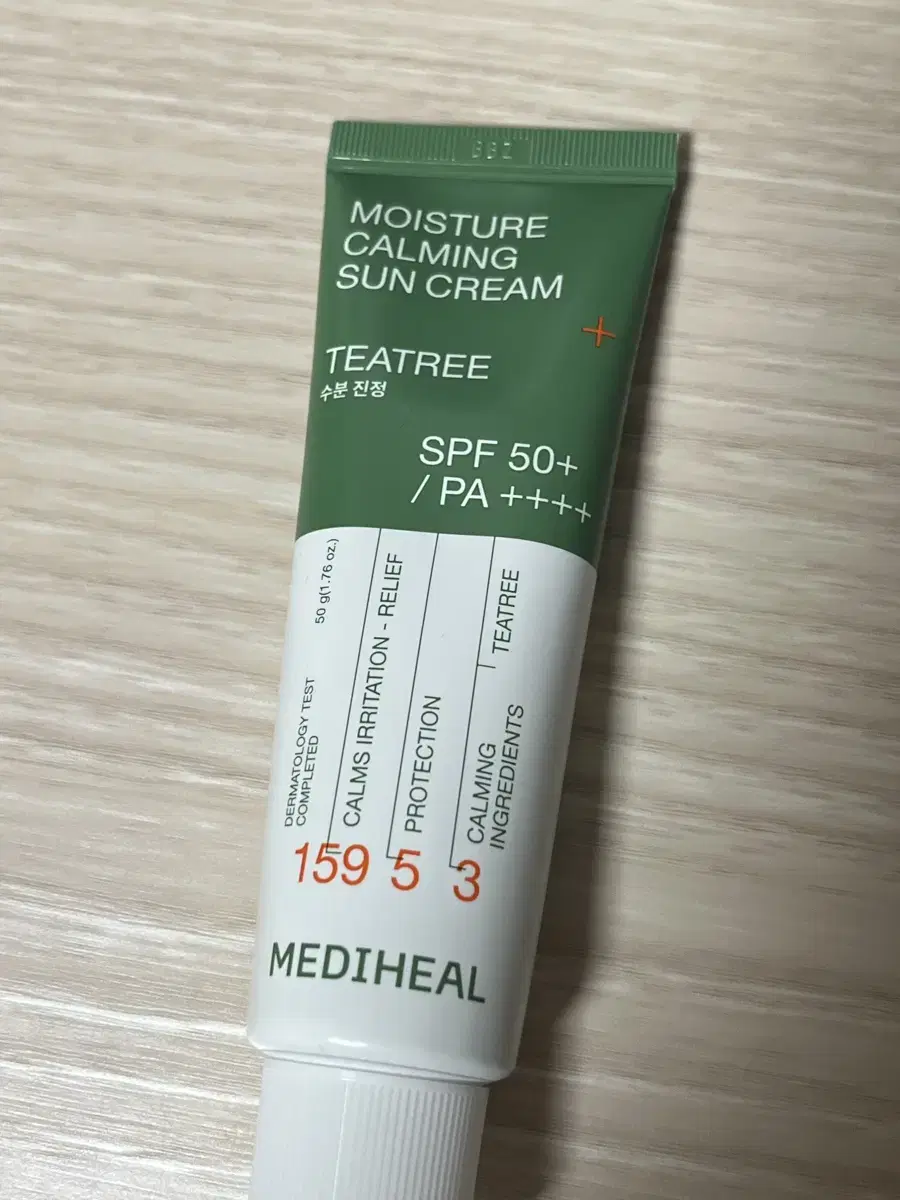 MOISTURE
CALMING
SUN CREAM
+
TEATREE
수분 진정
SPF 50+
/ PA ++++
50 g(1.76 oz.)
DERMATOLOGY TEST
COMPLETED
CALMS IRRITATION - RELIEF
PROTECTION
CALMING
INGREDIENTS
TEATREE
159 5 3
MEDIHEAL